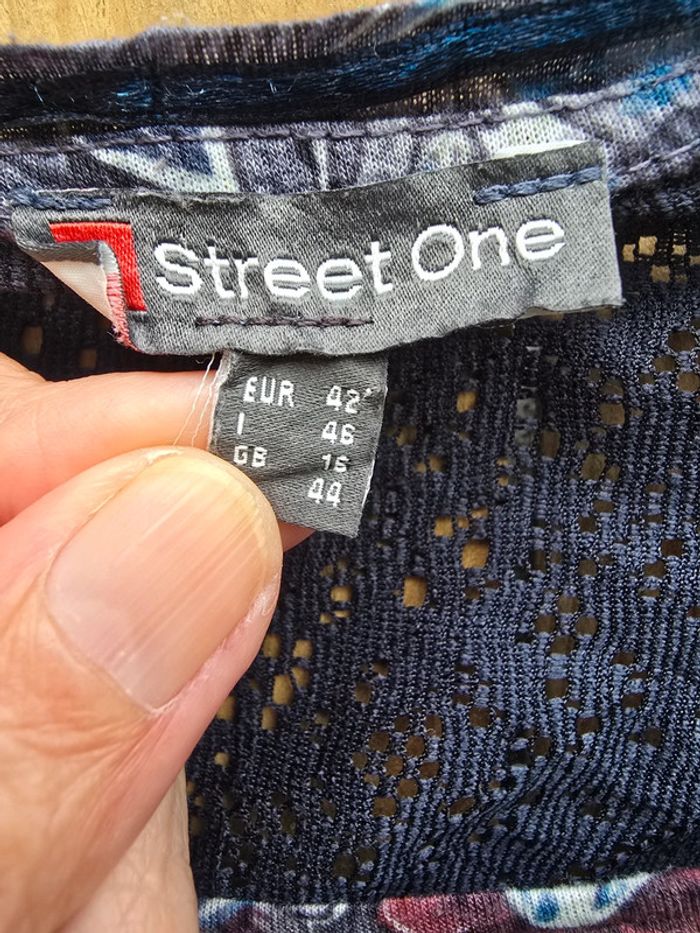 Street One
EUR 42
I 46
GB 16
44